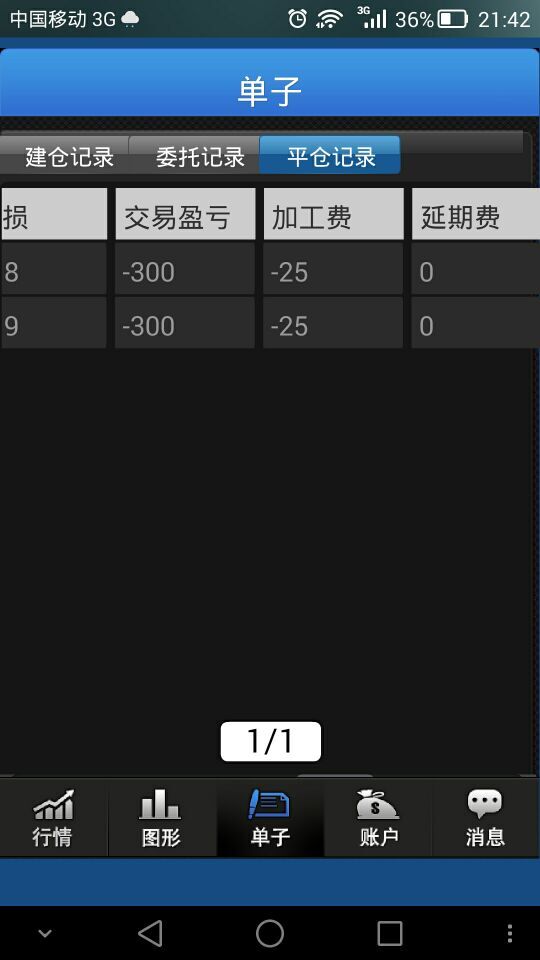 中国移动 3G 3G 36% 21:42
单子
建仓记录 委托记录 平仓记录
损 交易盈亏 加工费 延期费
8 -300 -25 0
9 -300 -25 0
1/1
行情 图形 单子 账户 消息